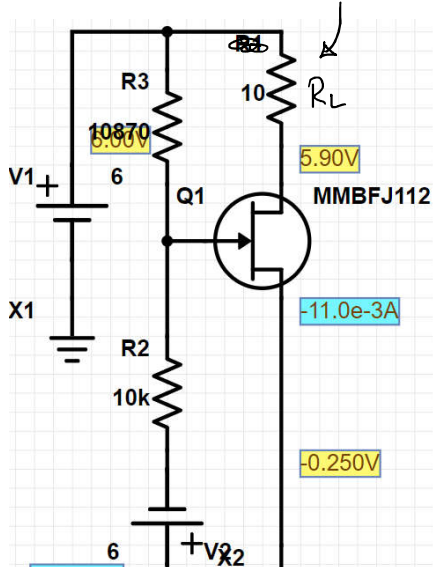 R3
10
RL
10870
6.00V
5.90V
V1
+
6
Q1
MMBFJ112
X1
-11.0e-3A
R2
10k
-0.250V
6
+
V2
X2